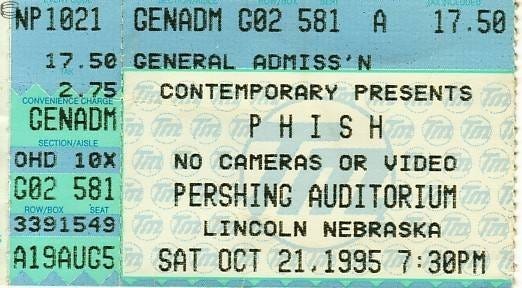 NP1021 GENADM G02 581 A 17.50
17.50 GENERAL ADMISS'N
2.75 CONTEMPORARY PRESENTS
CONVENIENCE CHARGE
GENADM PHISH
SECTION/AISLE
OHD 10X NO CAMERAS OR VIDEO
G02 581 PERSHING AUDITORIUM
ROW/BOX SEAT
3391549 LINCOLN NEBRASKA
A19AUG5 SAT OCT 21,1995 7:30PM